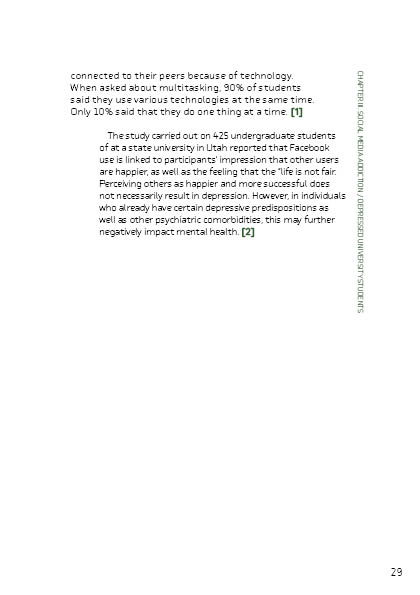 connected to their peers because of technology.
When asked about multitasking, 90% of students
said they use various technologies at the same time.
Only 10% said that they do one thing at a time. [1]
The study carried out on 425 undergraduate students
of at a state university in Utah reported that Facebook
use is linked to participants' impression that other users
are happier, as well as the feeling that the "life is not fair.
Perceiving others as happier and more successful does
not necessarily result in depression. However, in individuals
who already have certain depressive predispositions as
well as other psychiatric comorbidities, this may further
negatively impact mental health. [2]
CHAPTER III. SOCIAL MEDIA ADDICTION / DEPRESSED UNIVERSITY STUDENTS
29